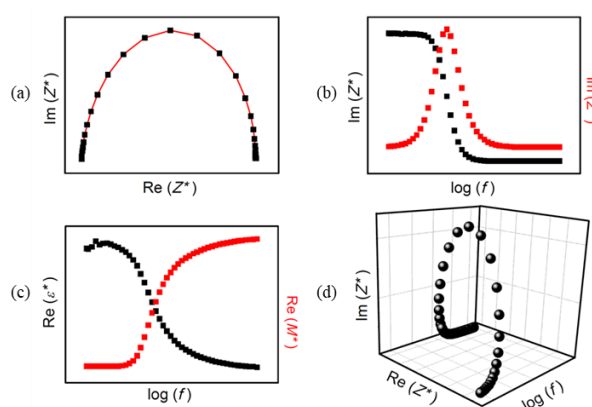 (a)
Im (Z*)
Re (Z*)
(b)
Im (Z*)
log (f)
(c)
Re (ε*)
Re (M*)
log (f)
(d)
Im (Z*)
Re (Z*)
log (f)